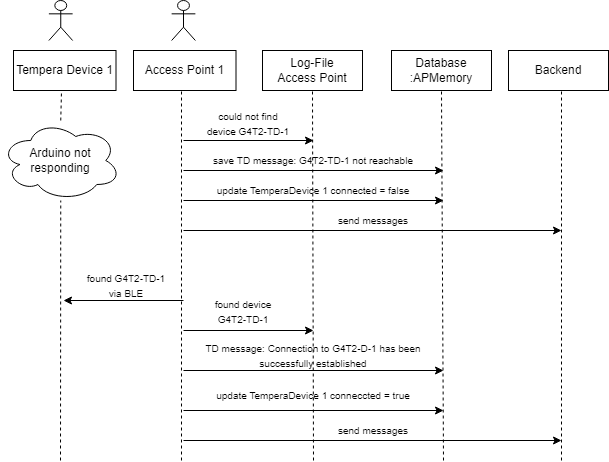 Tempera Device 1
Access Point 1
Log-File
Access Point
Database
:APMemory
Backend
could not find
device G4T2-TD-1
Arduino not
responding
save TD message: G4T2-TD-1 not reachable
update TemperaDevice 1 connected = false
send messages
found G4T2-TD-1
via BLE
found device
G4T2-TD-1
TD message: Connection to G4T2-D-1 has been
successfully established
update TemperaDevice 1 conneccted = true
send messages